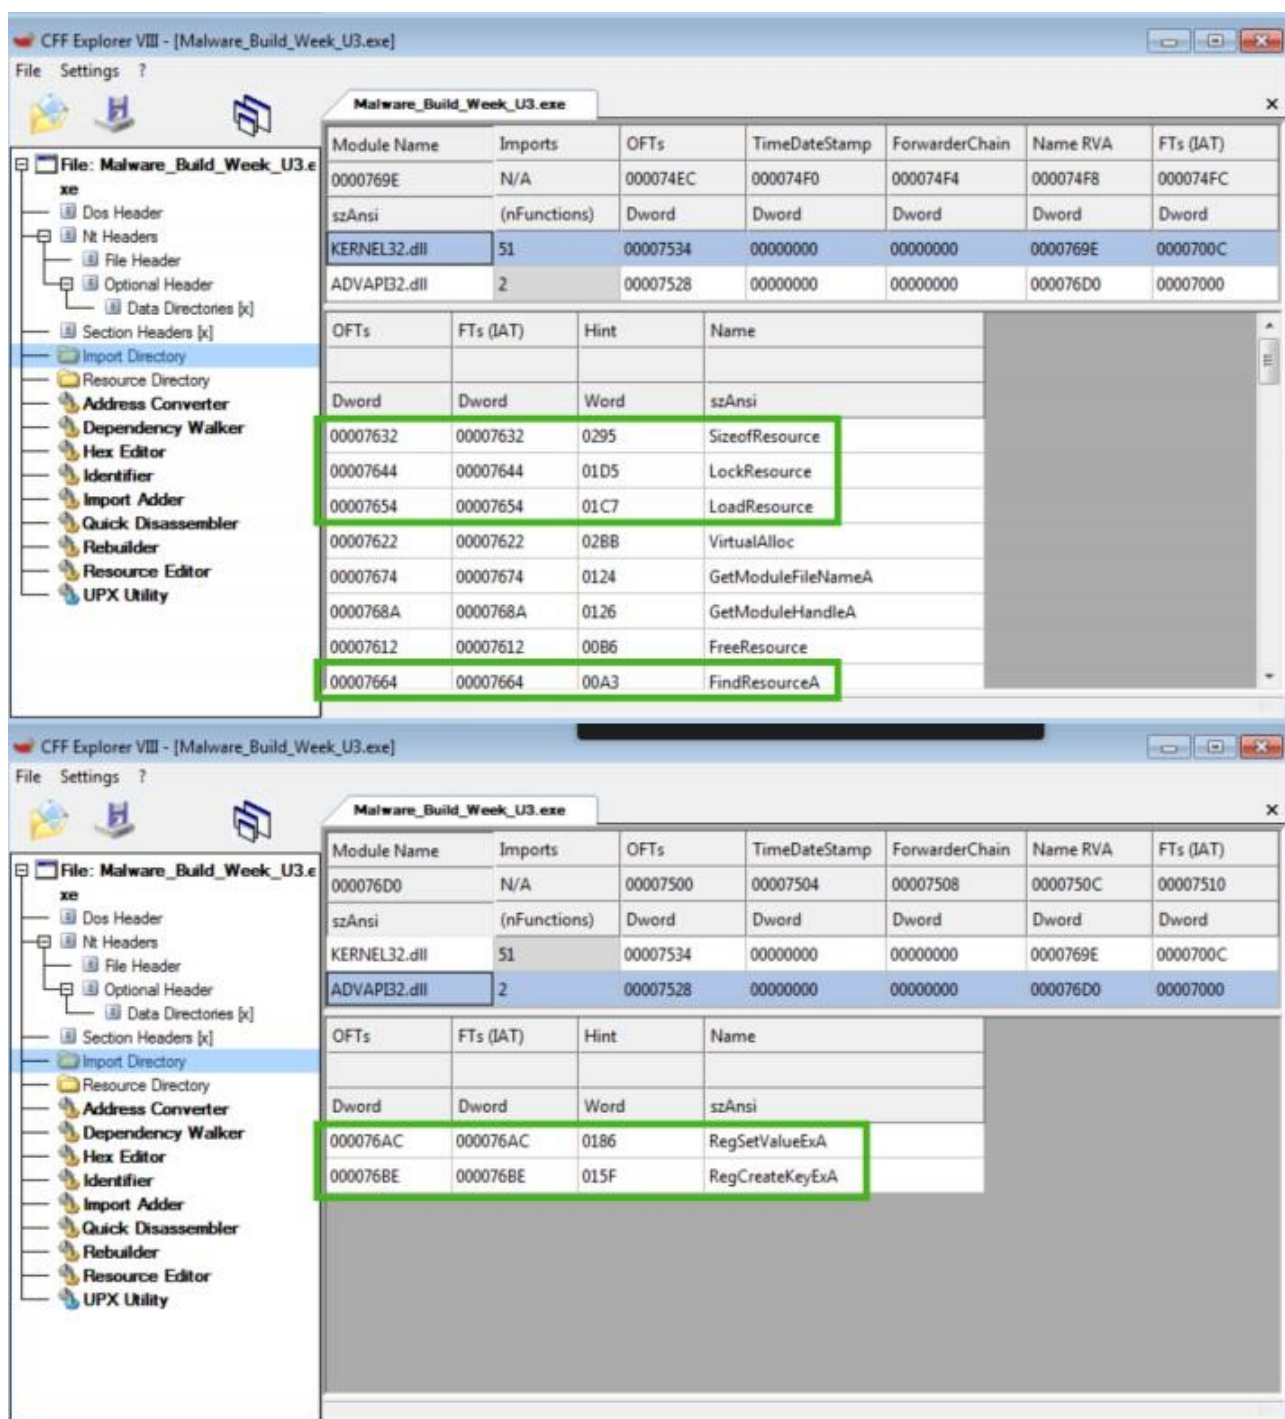 CFF Explorer VIII - [Malware_Build_Week_U3.exe]
File Settings ?
Malware_Build_Week_U3.exe
File: Malware_Build_Week_U3.e
xe
Dos Header
Nt Headers
File Header
Optional Header
Data Directories [x]
Section Headers [x]
Import Directory
Resource Directory
Address Converter
Dependency Walker
Hex Editor
Identifier
Import Adder
Quick Disassembler
Rebuilder
Resource Editor
UPX Utility
Module Name Imports OFTs TimeDateStamp ForwarderChain Name RVA FTs (IAT)
0000769E N/A 000074EC 000074F0 000074F4 000074F8 000074FC
szAnsi (nFunctions) Dword Dword Dword Dword Dword
KERNEL32.dll 51 00007534 00000000 00000000 0000769E 0000700C
ADVAPI32.dll 2 00007528 00000000 00000000 000076D0 00007000
OFTs FTs (IAT) Hint Name
Dword Dword Word szAnsi
00007632 00007632 0295 SizeofResource
00007644 00007644 01D5 LockResource
00007654 00007654 01C7 LoadResource
00007622 00007622 02BB VirtualAlloc
00007674 00007674 0124 GetModuleFileNameA
0000768A 0000768A 0126 GetModuleHandleA
00007612 00007612 00B6 FreeResource
00007664 00007664 00A3 FindResourceA
CFF Explorer VIII - [Malware_Build_Week_U3.exe]
File Settings ?
Malware_Build_Week_U3.exe
File: Malware_Build_Week_U3.e
xe
Dos Header
Nt Headers
File Header
Optional Header
Data Directories [x]
Section Headers [x]
Import Directory
Resource Directory
Address Converter
Dependency Walker
Hex Editor
Identifier
Import Adder
Quick Disassembler
Rebuilder
Resource Editor
UPX Utility
Module Name Imports OFTs TimeDateStamp ForwarderChain Name RVA FTs (IAT)
000076D0 N/A 00007500 00007504 00007508 0000750C 00007510
szAnsi (nFunctions) Dword Dword Dword Dword Dword
KERNEL32.dll 51 00007534 00000000 00000000 0000769E 0000700C
ADVAPI32.dll 2 00007528 00000000 00000000 000076D0 00007000
OFTs FTs (IAT) Hint Name
Dword Dword Word szAnsi
000076AC 000076AC 0186 RegSetValueExA
000076BE 000076BE 015F RegCreateKeyExA